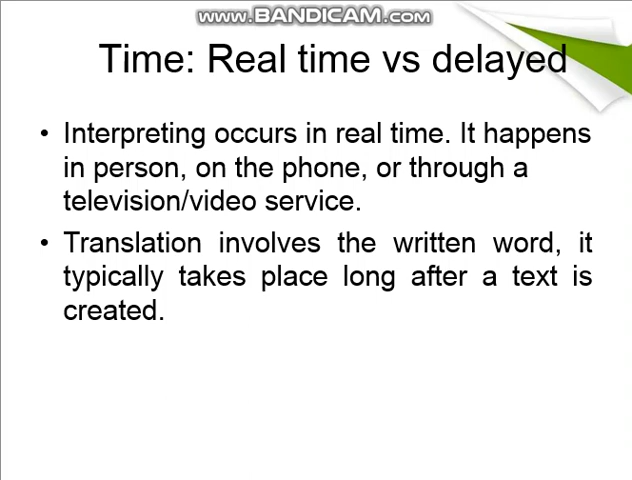 www.BANDICAM.com
Time: Real time vs delayed
• Interpreting occurs in real time. It happens
in person, on the phone, or through a
television/video service.
• Translation involves the written word, it
typically takes place long after a text is
created.